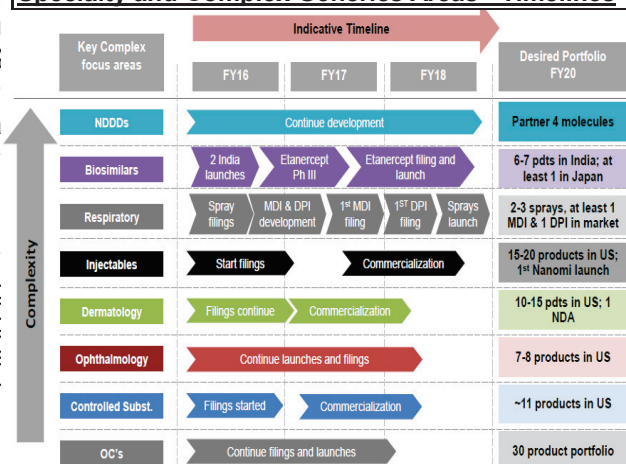 Specialty and Complex Generics Areas - Timelines
Indicative Timeline
Key Complex
focus areas
FY16
FY17
FY18
Desired Portfolio
FY20
Complexity
NDDDs
Continue development
Partner 4 molecules
Biosimilars
2 India
launches
Etanercept
Ph III
Etanercept filing and
launch
6-7 pdts in India; at
least 1 in Japan
Respiratory
Spray
filings
MDI & DPI
development
1st MDI
filing
1ST DPI
filing
Sprays
launch
2-3 sprays, at least 1
MDI & 1 DPI in market
Injectables
Start filings
Commercialization
15-20 products in US;
1st Nanomi launch
Dermatology
Filings continue
Commercialization
10-15 pdts in US; 1
NDA
Ophthalmology
Continue launches and filings
7-8 products in US
Controlled Subst.
Filings started
Commercialization
~11 products in US
OC's
Continue filings and launches
30 product portfolio